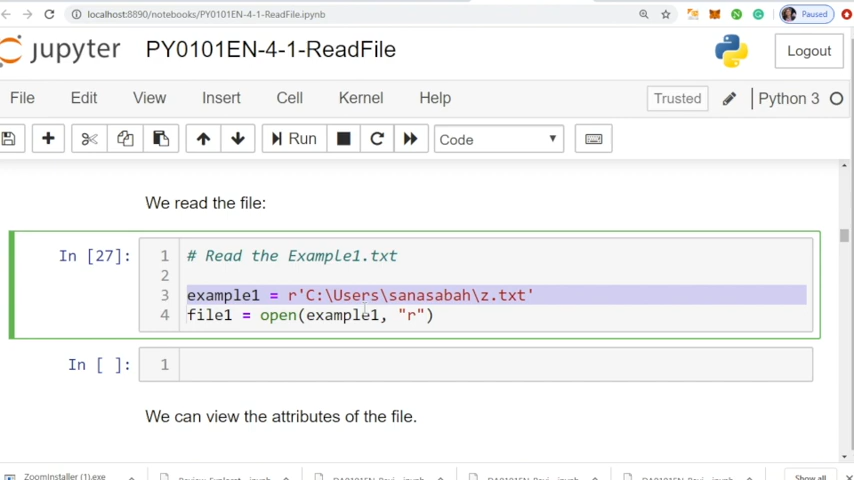 localhost:8890/notebooks/PY0101EN-4-1-ReadFile.ipynb
Paused
jupyter PY0101EN-4-1-ReadFile
Logout
File Edit View Insert Cell Kernel Help
Trusted
Python 3
Run
Code
We read the file:
In [27]:
1 # Read the Example1.txt
2
3 example1 = r'C:\Users\sanasabah\z.txt'
4 file1 = open(example1, "r")
In [ ]:
1
We can view the attributes of the file.
ZoomInstaller (1).exe
Show all